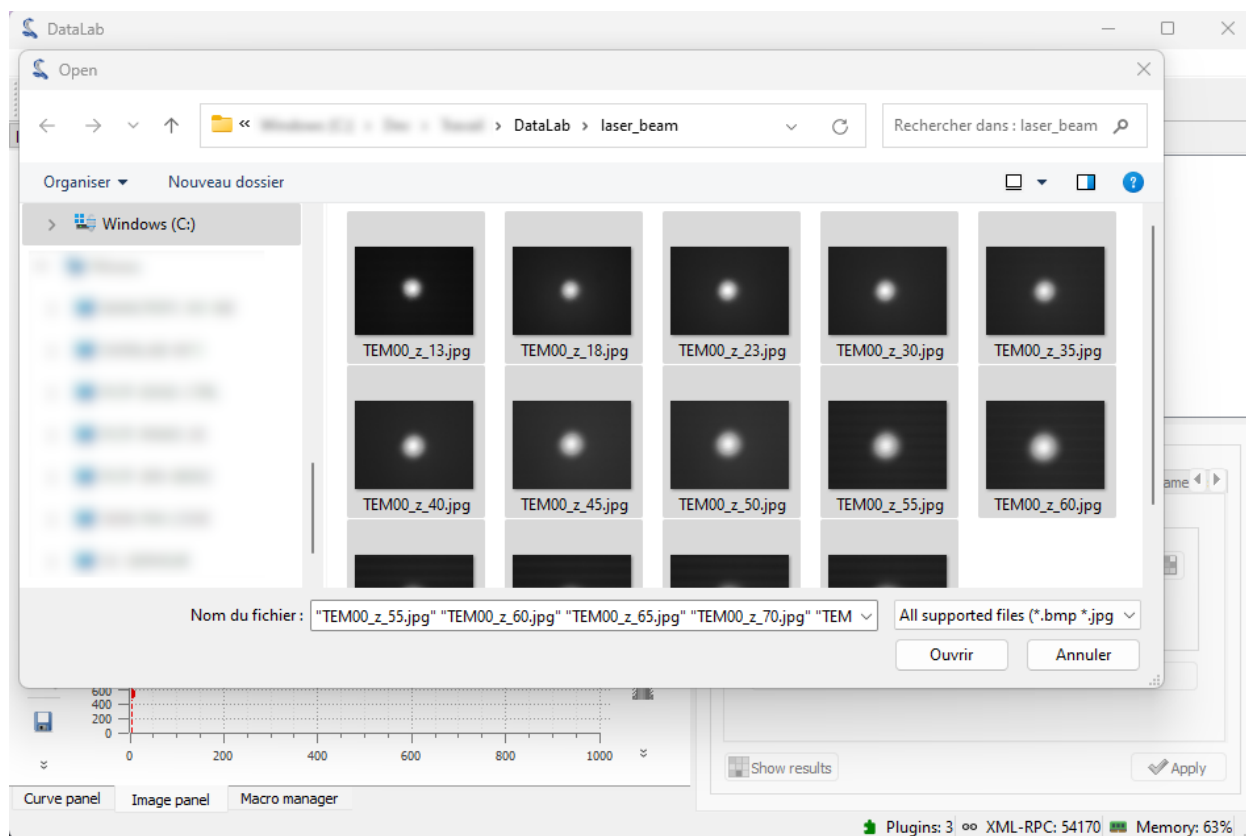 DataLab
Open
« DataLab > laser_beam
Rechercher dans : laser_beam
Organiser
Nouveau dossier
Windows (C:)
TEM00_z_13.jpg
TEM00_z_18.jpg
TEM00_z_23.jpg
TEM00_z_30.jpg
TEM00_z_35.jpg
TEM00_z_40.jpg
TEM00_z_45.jpg
TEM00_z_50.jpg
TEM00_z_55.jpg
TEM00_z_60.jpg
ame
Nom du fichier : "TEM00_z_55.jpg" "TEM00_z_60.jpg" "TEM00_z_65.jpg" "TEM00_z_70.jpg" "TEM
All supported files (*.bmp *.jpg
Ouvrir
Annuler
600
400
200
0
0 200 400 600 800 1000
Show results
Apply
Curve panel
Image panel
Macro manager
Plugins: 3
XML-RPC: 54170
Memory: 63%